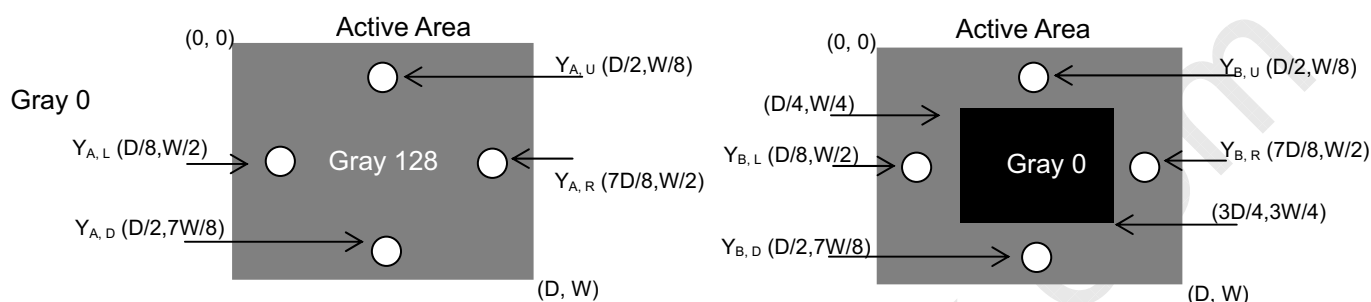 Active Area
(0, 0)
Y_A, U (D/2,W/8)
Gray 0
Y_A, L (D/8,W/2)
Gray 128
Y_A, R (7D/8,W/2)
Y_A, D (D/2,7W/8)
(D, W)
Active Area
(0, 0)
Y_B, U (D/2,W/8)
(D/4,W/4)
Y_B, L (D/8,W/2)
Gray 0
Y_B, R (7D/8,W/2)
(3D/4,3W/4)
Y_B, D (D/2,7W/8)
(D, W)